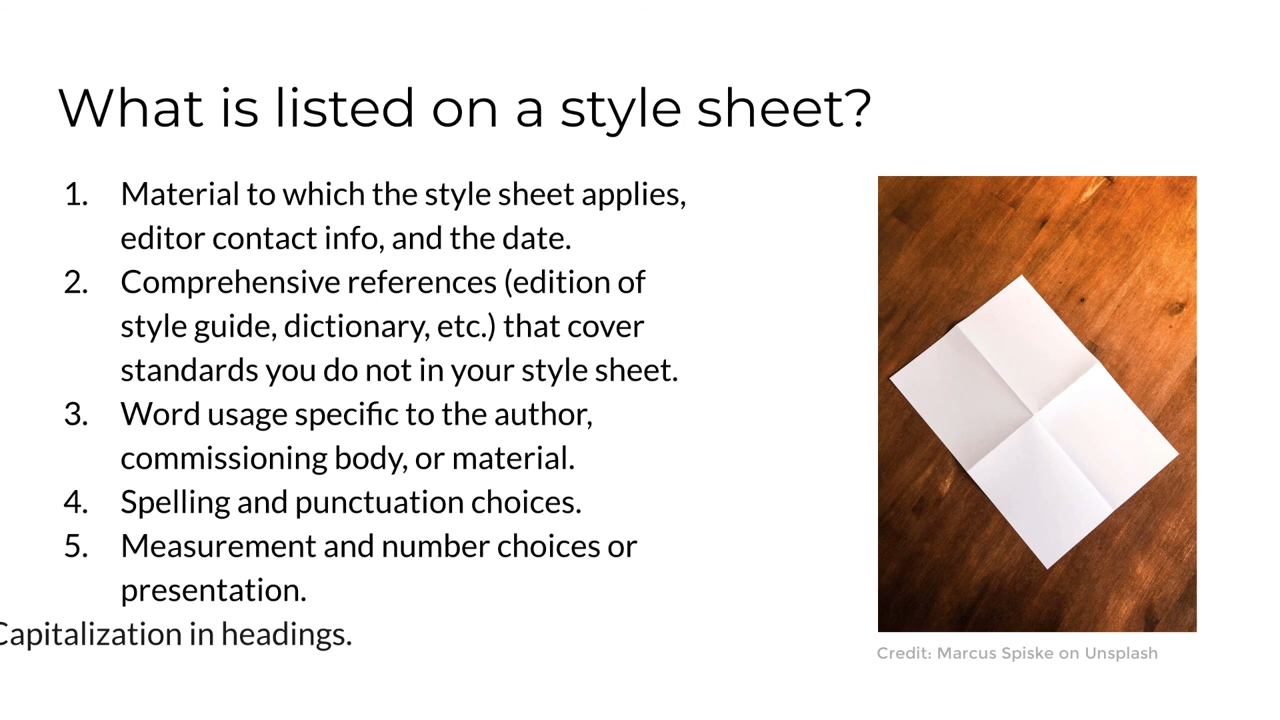 What is listed on a style sheet?
1. Material to which the style sheet applies,
editor contact info, and the date.
2. Comprehensive references (edition of
style guide, dictionary, etc.) that cover
standards you do not in your style sheet.
3. Word usage specific to the author,
commissioning body, or material.
4. Spelling and punctuation choices.
5. Measurement and number choices or
presentation.
Capitalization in headings.
Credit: Marcus Spiske on Unsplash